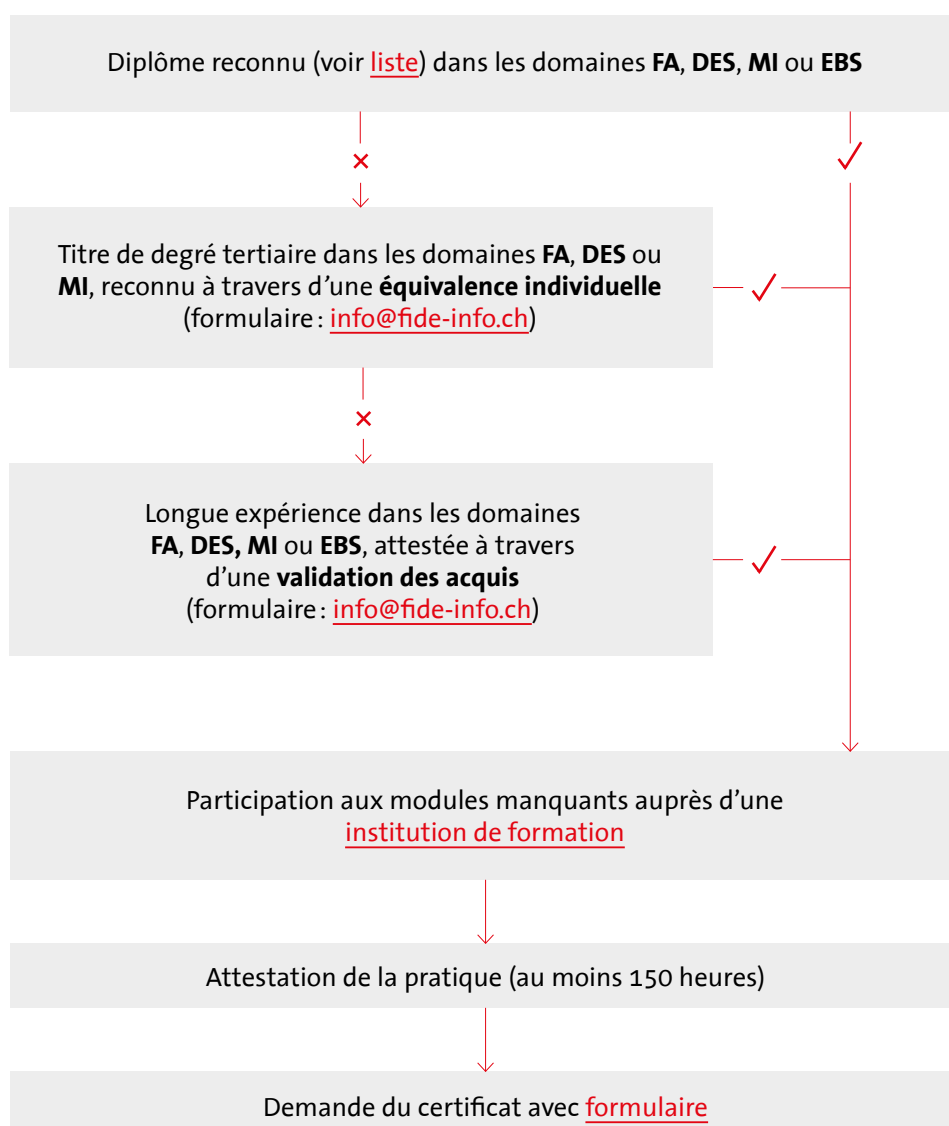 Diplôme reconnu (voir liste) dans les domaines FA, DES, MI ou EBS
Titre de degré tertiaire dans les domaines FA, DES ou
MI, reconnu à travers d’une équivalence individuelle
(formulaire : info@fide-info.ch)
Longue expérience dans les domaines
FA, DES, MI ou EBS, attestée à travers
d’une validation des acquis
(formulaire : info@fide-info.ch)
Participation aux modules manquants auprès d’une
institution de formation
Attestation de la pratique (au moins 150 heures)
Demande du certificat avec formulaire